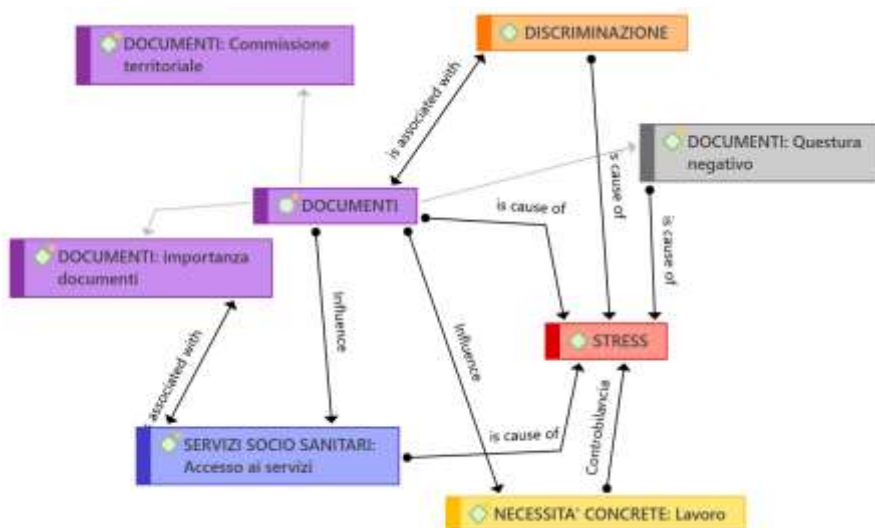 DISCRIMINAZIONE
DOCUMENTI: Commissione
territoriale
is associated with
DOCUMENTI: Questura
negativo
is cause of
DOCUMENTI
is cause of
is cause of
DOCUMENTI: importanza
documenti
Influence
Influence
STRESS
is associated with
Controbilancia
SERVIZI SOCIO SANITARI:
Accesso ai servizi
is cause of
NECESSITA' CONCRETE: Lavoro